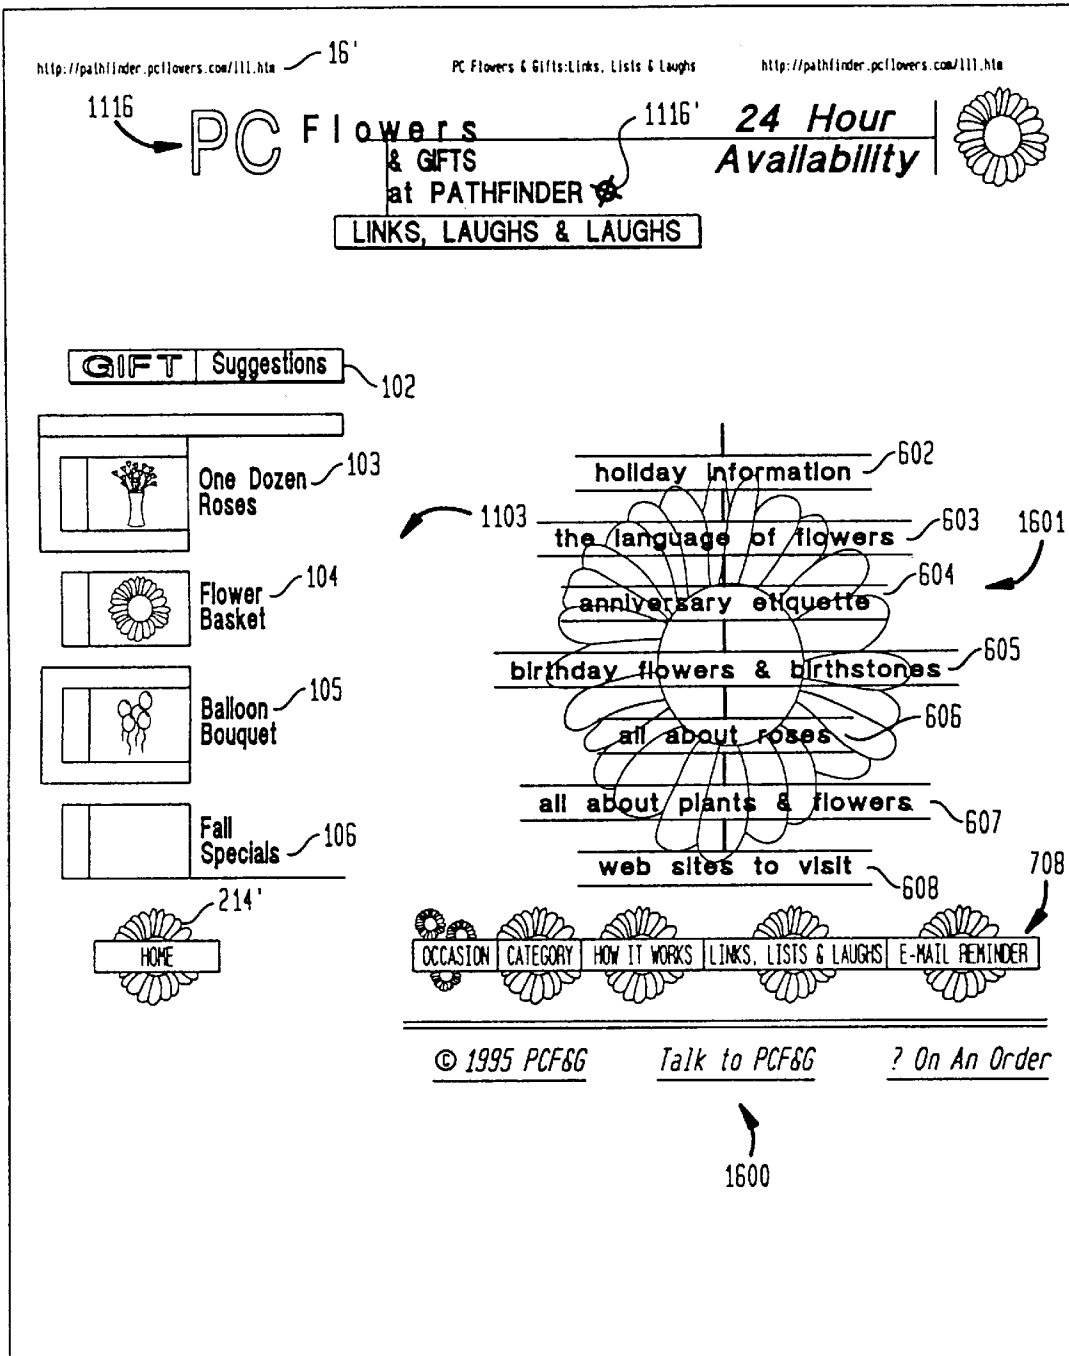 http://pathfinder.pcflowers.com/lll.htm 16' PC Flowers & Gifts:Links, Lists & Laughs http://pathfinder.pcflowers.com/lll.htm
1116 PC Flowers 1116' 24 Hour
& GIFTS Availability
at PATHFINDER
LINKS, LAUGHS & LAUGHS
GIFT Suggestions
102
One Dozen 103
Roses
1103
Flower 104
Basket
Balloon 105
Bouquet
Fall
Specials 106
holiday information 602
the language of flowers 603 1601
604
anniversary etiquette
birthday flowers & birthstones 605
all about roses 606
all about plants & flowers
607
web sites to visit
608 708
214'
HOME OCCASION CATEGORY HOW IT WORKS LINKS, LISTS & LAUGHS E-MAIL REMINDER
© 1995 PCF&G Talk to PCF&G ? On An Order
1600